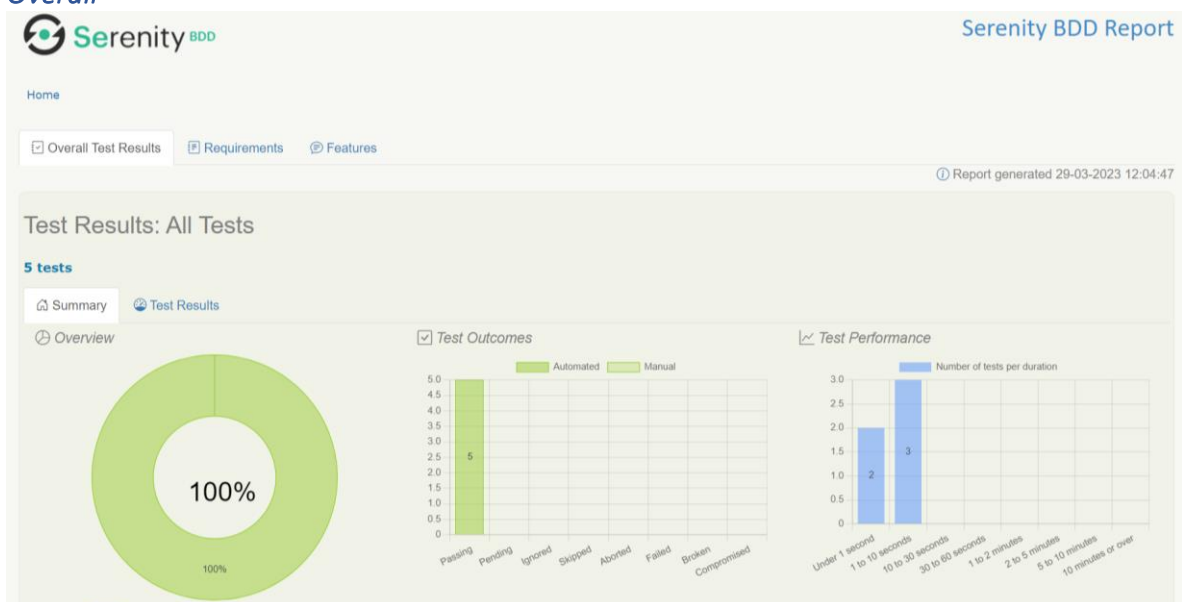 Overall
Serenity BDD
Serenity BDD Report
Home
Overall Test Results Requirements Features
Report generated 29-03-2023 12:04:47
Test Results: All Tests
5 tests
Summary Test Results
Overview
100%
100%
Test Outcomes
Automated Manual
5.0
4.5
4.0
3.5
3.0
2.5
2.0
1.5
1.0
0.5
0
5
Passing
Pending
Ignored
Skipped
Aborted
Failed
Broken
Compromised
Test Performance
Number of tests per duration
3.0
2.5
2.0
1.5
1.0
0.5
0
2
3
Under 1 second
1 to 10 seconds
10 to 30 seconds
30 to 60 seconds
1 to 2 minutes
2 to 5 minutes
5 to 10 minutes
10 minutes or over